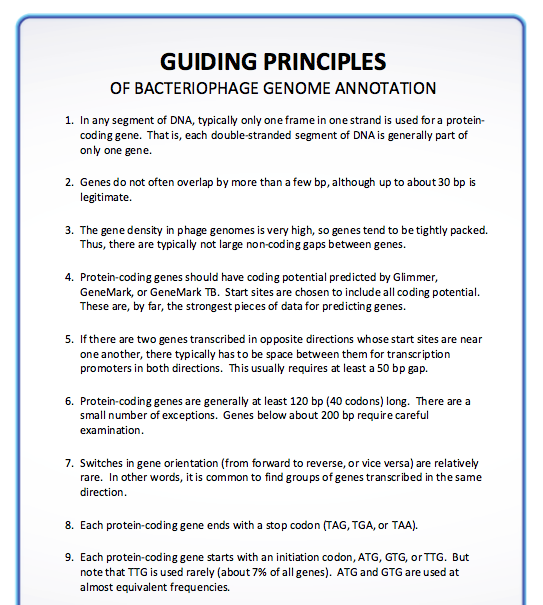 GUIDING PRINCIPLES
OF BACTERIOPHAGE GENOME ANNOTATION
1. In any segment of DNA, typically only one frame in one strand is used for a protein-
coding gene. That is, each double-stranded segment of DNA is generally part of
only one gene.
2. Genes do not often overlap by more than a few bp, although up to about 30 bp is
legitimate.
3. The gene density in phage genomes is very high, so genes tend to be tightly packed.
Thus, there are typically not large non-coding gaps between genes.
4. Protein-coding genes should have coding potential predicted by Glimmer,
GeneMark, or GeneMark TB. Start sites are chosen to include all coding potential.
These are, by far, the strongest pieces of data for predicting genes.
5. If there are two genes transcribed in opposite directions whose start sites are near
one another, there typically has to be space between them for transcription
promoters in both directions. This usually requires at least a 50 bp gap.
6. Protein-coding genes are generally at least 120 bp (40 codons) long. There are a
small number of exceptions. Genes below about 200 bp require careful
examination.
7. Switches in gene orientation (from forward to reverse, or vice versa) are relatively
rare. In other words, it is common to find groups of genes transcribed in the same
direction.
8. Each protein-coding gene ends with a stop codon (TAG, TGA, or TAA).
9. Each protein-coding gene starts with an initiation codon, ATG, GTG, or TTG. But
note that TTG is used rarely (about 7% of all genes). ATG and GTG are used at
almost equivalent frequencies.